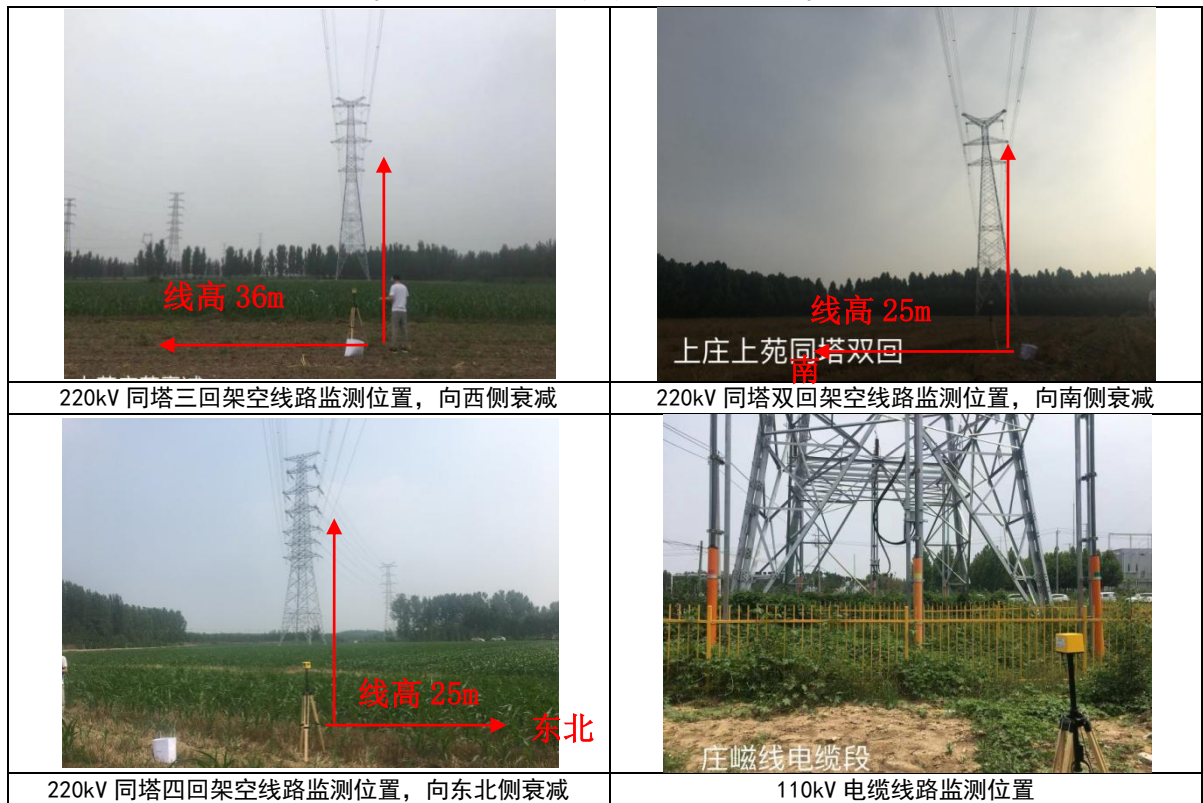 线高 36m
线高 25m
上庄上苑同塔双回
南
220kV 同塔三回架空线路监测位置，向西侧衰减
220kV 同塔双回架空线路监测位置，向南侧衰减
线高 25m
东北
庄嵫线电缆段
220kV 同塔四回架空线路监测位置，向东北侧衰减
110kV 电缆线路监测位置